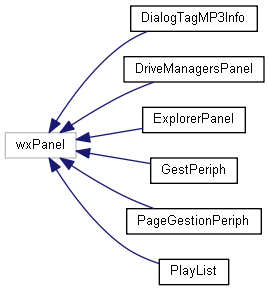 DialogTagMP3Info
DriveManagersPanel
ExplorerPanel
wxPanel
GestPeriph
PageGestionPeriph
PlayList